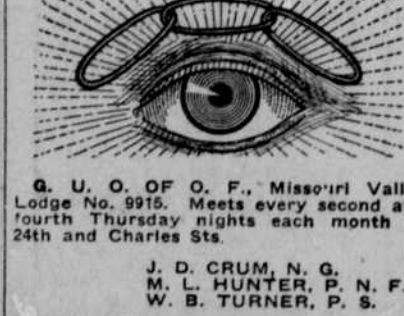 G. U. O. OF O. F., Missouri Vall
Lodge No. 9915. Meets every second a
fourth Thursday nights each month
24th and Charles Sts.
J. D. CRUM, N. G.
M. L. HUNTER, P. N. F.
W. B. TURNER, P. S.